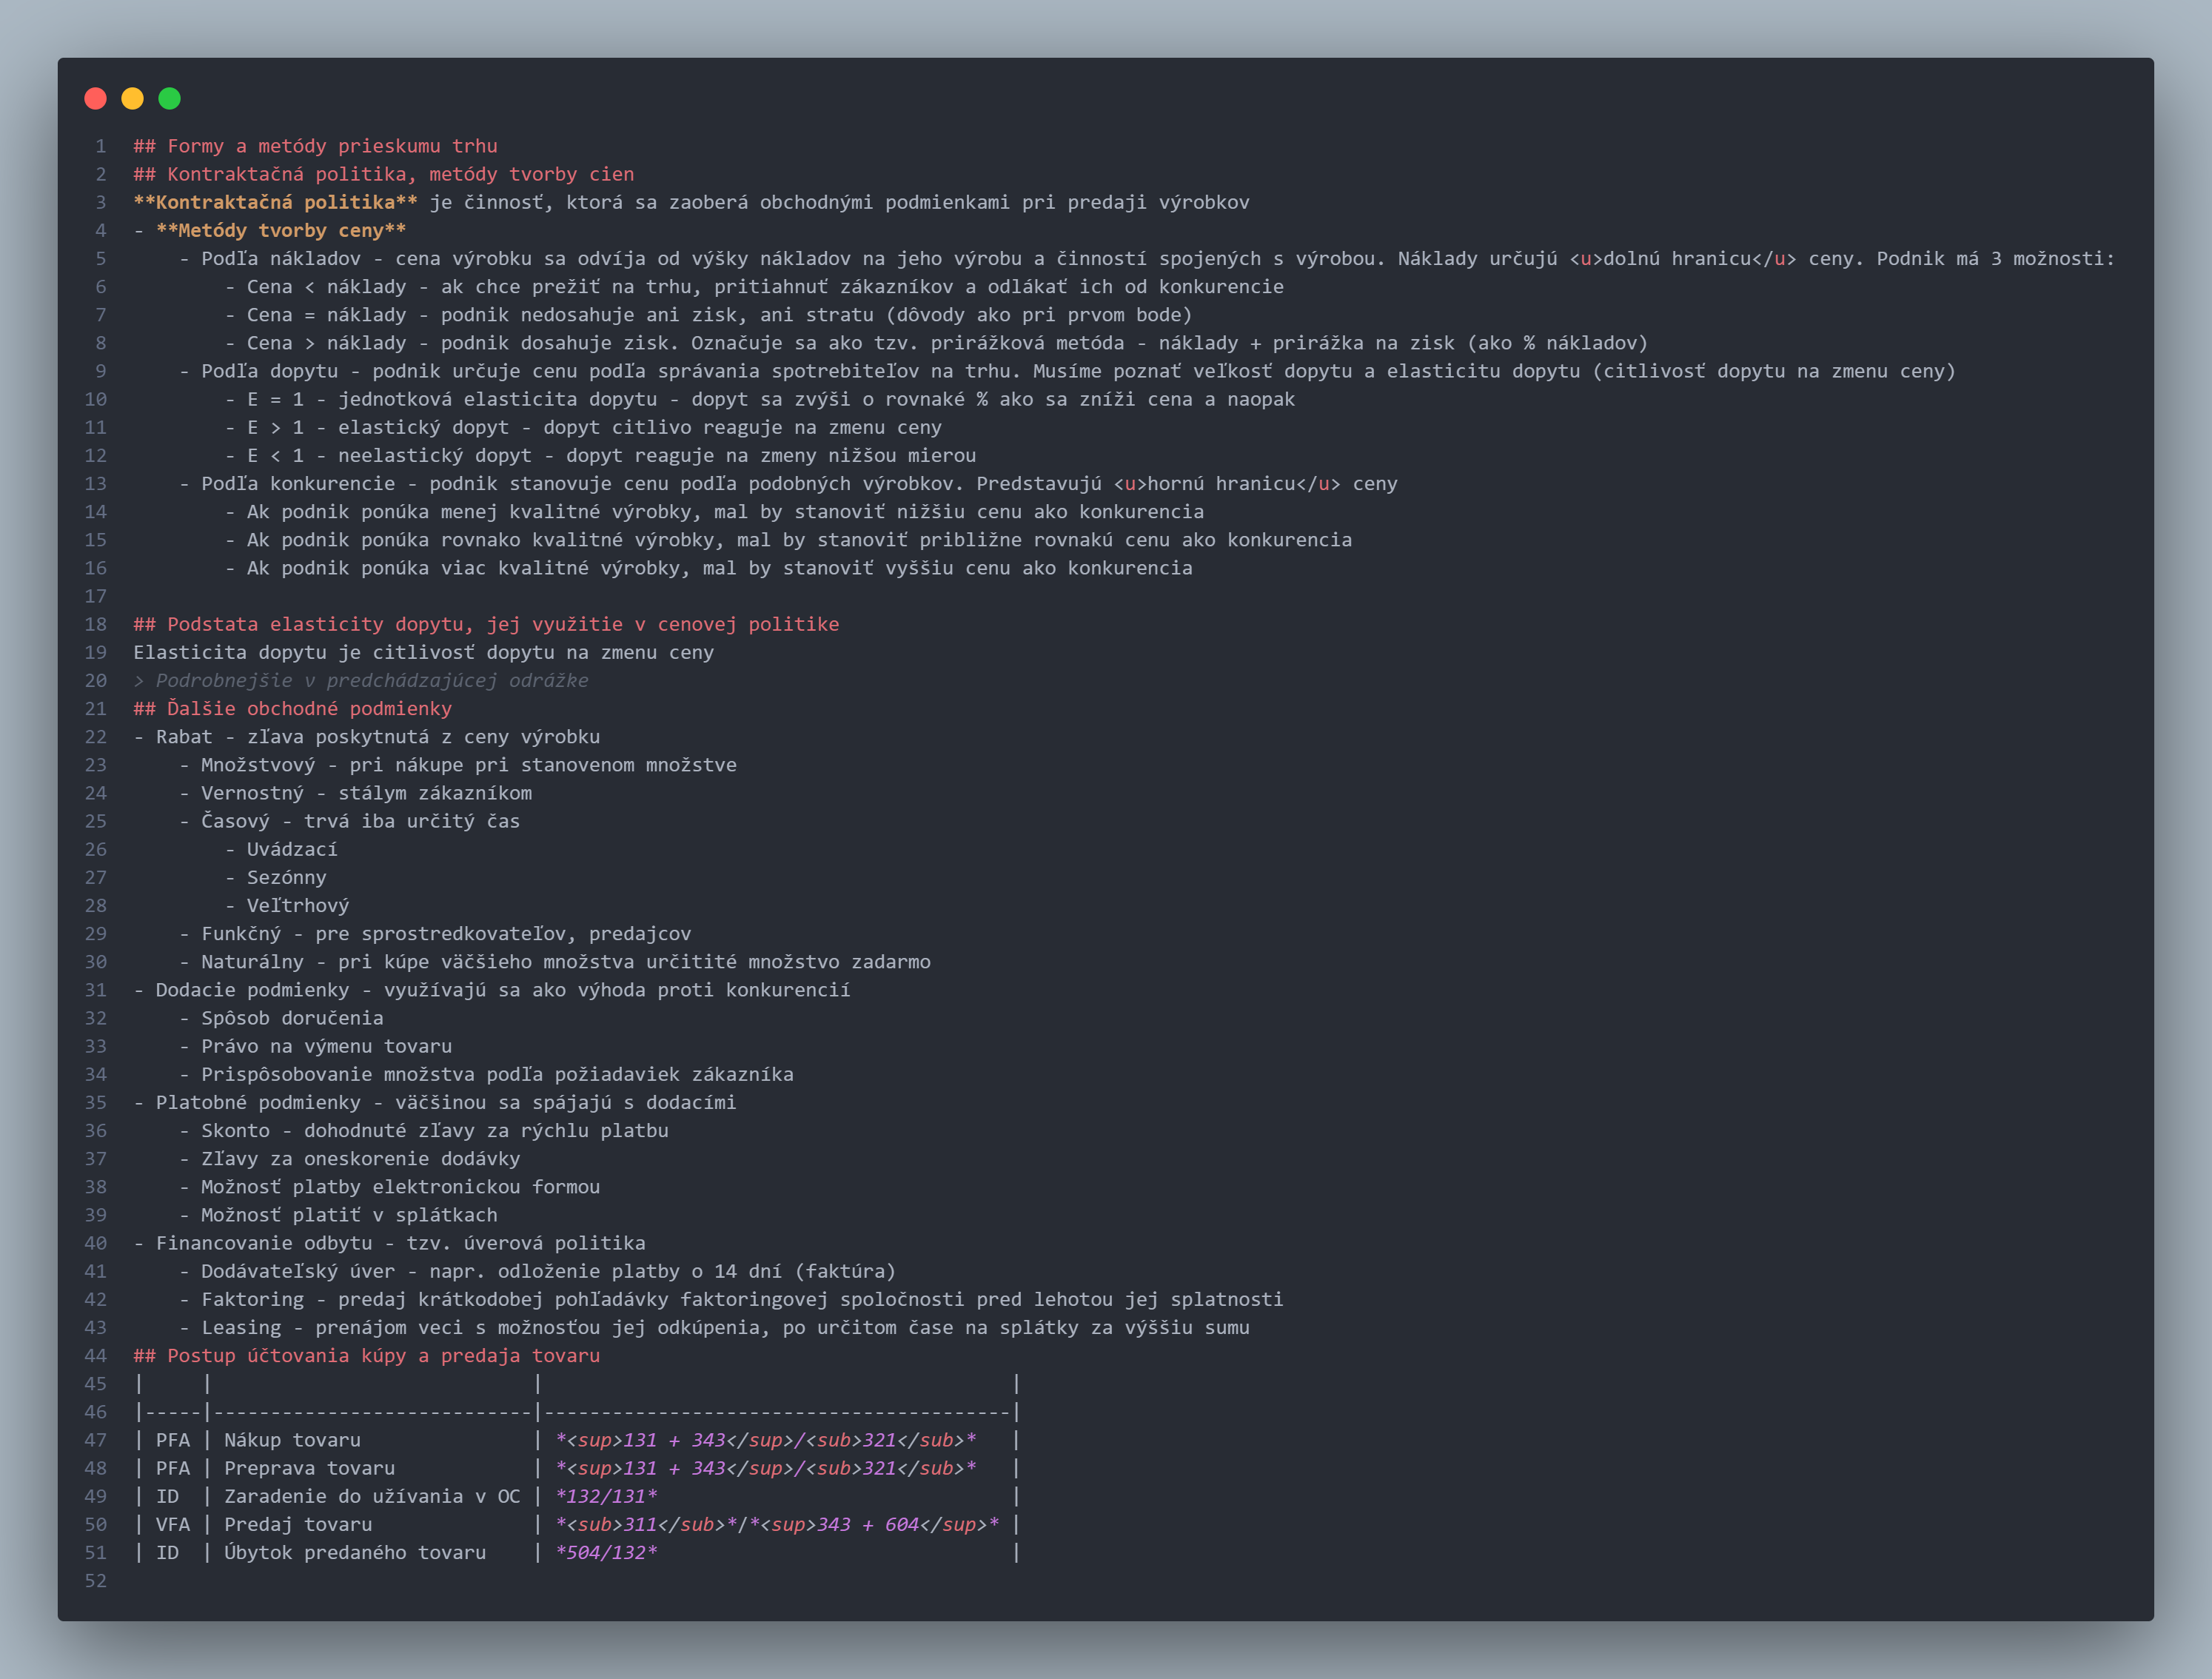 1 ## Formy a metódy prieskumu trhu
2 ## Kontraktačná politika, metódy tvorby cien
3 **Kontraktačná politika** je činnosť, ktorá sa zaoberá obchodnými podmienkami pri predaji výrobkov
4 - **Metódy tvorby ceny**
5     - Podľa nákladov - cena výrobku sa odvíja od výšky nákladov na jeho výrobu a činností spojených s výrobou. Náklady určujú <u>dolnú hranicu</u> ceny. Podnik má 3 možnosti:
6         - Cena < náklady - ak chce prežiť na trhu, pritiahnuť zákazníkov a odlákať ich od konkurencie
7         - Cena = náklady - podnik nedosahuje ani zisk, ani stratu (dôvody ako pri prvom bode)
8         - Cena > náklady - podnik dosahuje zisk. Označuje sa ako tzv. prirážková metóda - náklady + prirážka na zisk (ako % nákladov)
9     - Podľa dopytu - podnik určuje cenu podľa správania spotrebiteľov na trhu. Musíme poznať veľkosť dopytu a elasticitu dopytu (citlivosť dopytu na zmenu ceny)
10         - E = 1 - jednotková elasticita dopytu - dopyt sa zvýši o rovnaké % ako sa zníži cena a naopak
11         - E > 1 - elastický dopyt - dopyt citlivo reaguje na zmenu ceny
12         - E < 1 - neelastický dopyt - dopyt reaguje na zmeny nižšou mierou
13     - Podľa konkurencie - podnik stanovuje cenu podľa podobných výrobkov. Predstavujú <u>hornú hranicu</u> ceny
14         - Ak podnik ponúka menej kvalitné výrobky, mal by stanoviť nižšiu cenu ako konkurencia
15         - Ak podnik ponúka rovnako kvalitné výrobky, mal by stanoviť približne rovnakú cenu ako konkurencia
16         - Ak podnik ponúka viac kvalitné výrobky, mal by stanoviť vyššiu cenu ako konkurencia
17
18 ## Podstata elasticity dopytu, jej využitie v cenovej politike
19 Elasticita dopytu je citlivosť dopytu na zmenu ceny
20 > Podrobnejšie v predchádzajúcej odrážke
21 ## Ďalšie obchodné podmienky
22 - Rabat - zľava poskytnutá z ceny výrobku
23     - Množstvový - pri nákupe pri stanovenom množstve
24     - Vernostný - stálym zákazníkom
25     - Časový - trvá iba určitý čas
26         - Uvádzací
27         - Sezónny
28         - Veľtrhový
29     - Funkčný - pre sprostredkovateľov, predajcov
30     - Naturálny - pri kúpe väčšieho množstva určitité množstvo zadarmo
31 - Dodacie podmienky - využívajú sa ako výhoda proti konkurencií
32     - Spôsob doručenia
33     - Právo na výmenu tovaru
34     - Prispôsobovanie množstva podľa požiadaviek zákazníka
35 - Platobné podmienky - väčšinou sa spájajú s dodacími
36     - Skonto - dohodnuté zľavy za rýchlu platbu
37     - Zľavy za oneskorenie dodávky
38     - Možnosť platby elektronickou formou
39     - Možnosť platiť v splátkach
40 - Financovanie odbytu - tzv. úverová politika
41     - Dodávateľský úver - napr. odloženie platby o 14 dní (faktúra)
42     - Faktoring - predaj krátkodobej pohľadávky faktoringovej spoločnosti pred lehotou jej splatnosti
43     - Leasing - prenájom veci s možnosťou jej odkúpenia, po určitom čase na splátky za výššiu sumu
44 ## Postup účtovania kúpy a predaja tovaru
45 |     |                            |                                         |
46 |-----|----------------------------|-----------------------------------------|
47 | PFA | Nákup tovaru               | *<sup>131 + 343</sup>/<sub>321</sub>*   |
48 | PFA | Preprava tovaru            | *<sup>131 + 343</sup>/<sub>321</sub>*   |
49 | ID  | Zaradenie do užívania v OC | *132/131*                               |
50 | VFA | Predaj tovaru              | *<sub>311</sub>*/*<sup>343 + 604</sup>* |
51 | ID  | Úbytok predaného tovaru    | *504/132*                               |
52